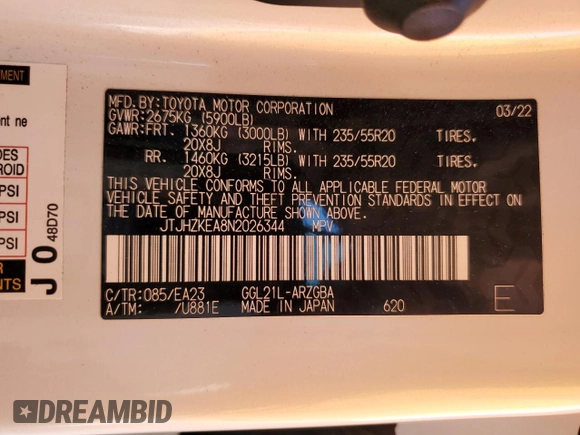 MENT
nt ne
DES
ROID
PSI
PSI
PSI
R
ENTS
J 0 48D70
MFD.BY:TOYOTA MOTOR CORPORATION 03/22
GVWR:2675KG (5900LB)
GAWR:FRT. 1360KG (3000LB) WITH 235/55R20 TIRES.
20X8J RIMS.
RR. 1460KG (3215LB) WITH 235/55R20 TIRES.
20X8J RIMS.
THIS VEHICLE CONFORMS TO ALL APPLICABLE FEDERAL MOTOR
VEHICLE SAFETY AND THEFT PREVENTION STANDARDS IN EFFECT ON
THE DATE OF MANUFACTURE SHOWN ABOVE.
JTJHZKEA8N2026344 MPV
C/TR:085/EA23 GGL21L-ARZGBA
A/TM: /U881E MADE IN JAPAN 620
E
DREAMBID